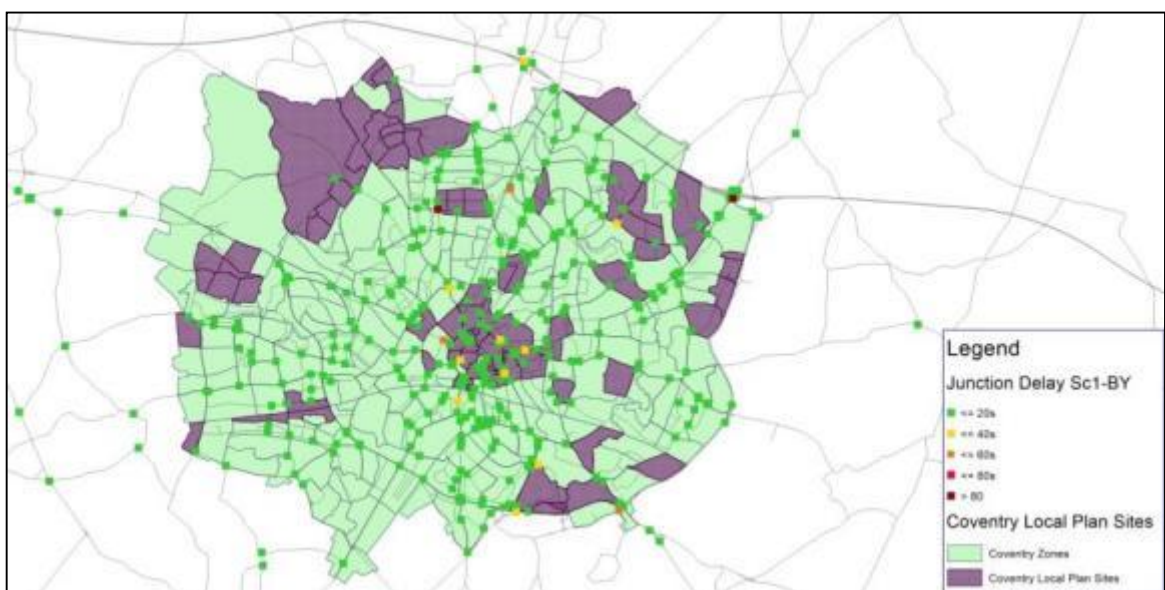 Legend
Junction Delay Sc1-BY
<= 20s
<= 40s
<= 60s
<= 80s
> 80
Coventry Local Plan Sites
Coventry Zones
Coventry Local Plan Sites